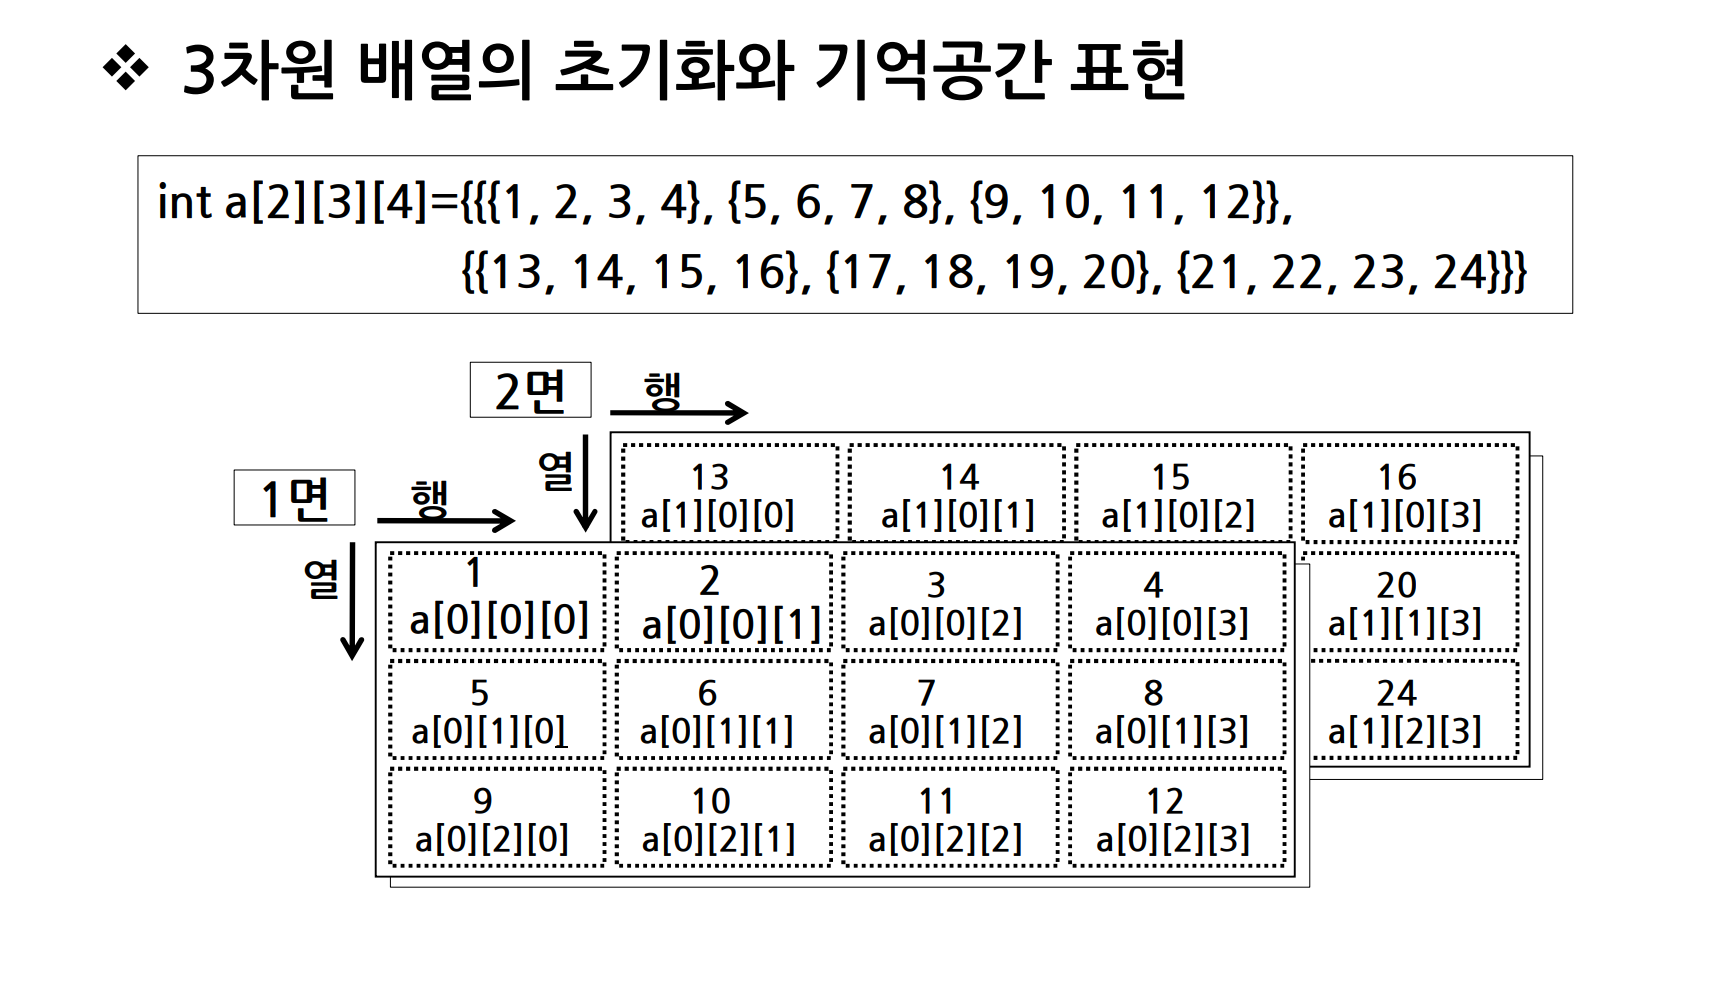 ❖ 3차원 배열의 초기화와 기억공간 표현
int a[2][3][4]={{{1, 2, 3, 4}, {5, 6, 7, 8}, {9, 10, 11, 12}},
{{13, 14, 15, 16}, {17, 18, 19, 20}, {21, 22, 23, 24}}}
2면
행
열
13 14 15 16
a[1][0][0] a[1][0][1] a[1][0][2] a[1][0][3]
20
a[1][1][3]
24
a[1][2][3]
1면
행
열
1 2 3 4
a[0][0][0] a[0][0][1] a[0][0][2] a[0][0][3]
5 6 7 8
a[0][1][0] a[0][1][1] a[0][1][2] a[0][1][3]
9 10 11 12
a[0][2][0] a[0][2][1] a[0][2][2] a[0][2][3]